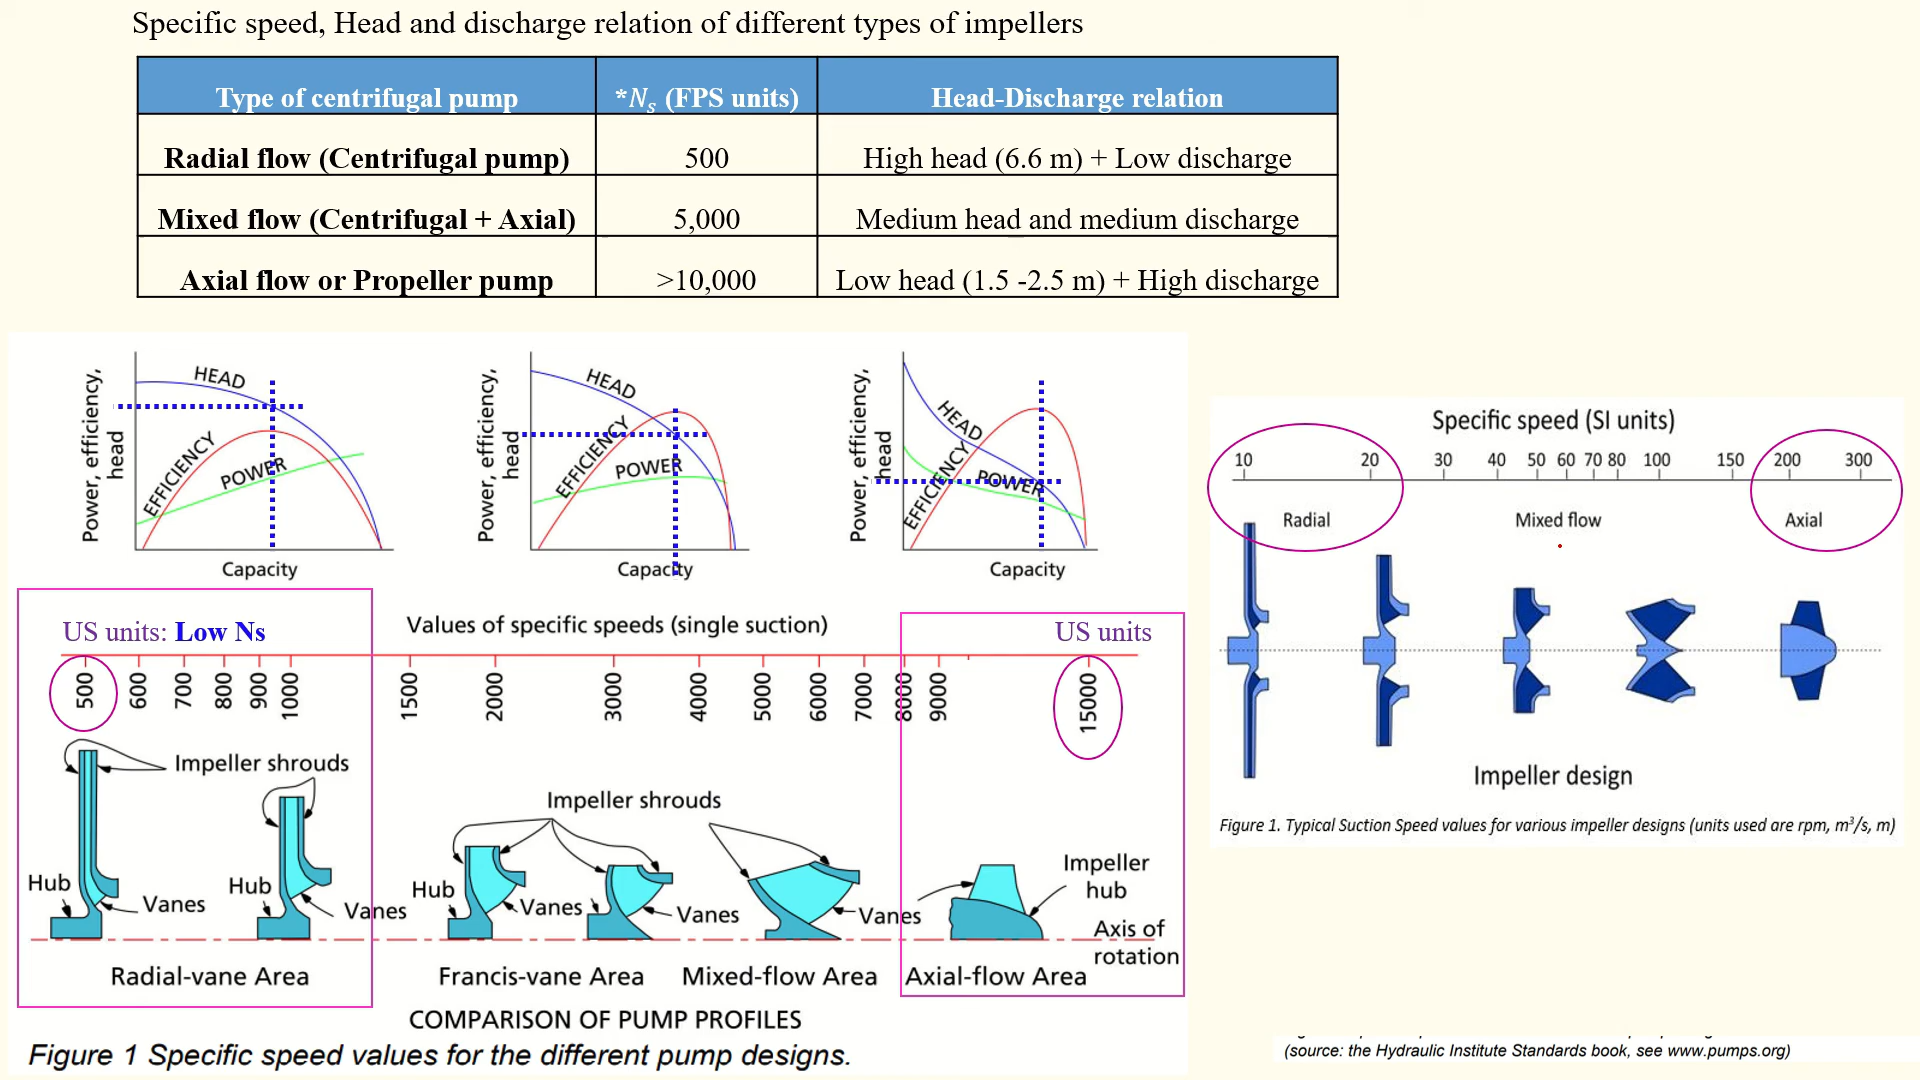 Specific speed, Head and discharge relation of different types of impellers
Type of centrifugal pump
*Nₛ (FPS units)
Head-Discharge relation
Radial flow (Centrifugal pump)
500
High head (6.6 m) + Low discharge
Mixed flow (Centrifugal + Axial)
5,000
Medium head and medium discharge
Axial flow or Propeller pump
>10,000
Low head (1.5 -2.5 m) + High discharge
Power, efficiency,
head
HEAD
EFFICIENCY
POWER
Capacity
Power, efficiency,
head
HEAD
EFFICIENCY
POWER
Capacity
Power, efficiency,
head
HEAD
EFFICIENCY
POWER
Capacity
US units: Low Ns
Values of specific speeds (single suction)
US units
500 600 700 800 900 1000 1500 2000 3000 4000 5000 6000 7000 8000 9000 15000
Impeller shrouds
Impeller shrouds
Hub
Vanes
Hub
Vanes
Hub
Vanes
Vanes
Vanes
Impeller
hub
Axis of
rotation
Radial-vane Area
Francis-vane Area
Mixed-flow Area
Axial-flow Area
COMPARISON OF PUMP PROFILES
Figure 1 Specific speed values for the different pump designs.
Specific speed (SI units)
10 20 30 40 50 60 70 80 100 150 200 300
Radial
Mixed flow
Axial
Impeller design
Figure 1. Typical Suction Speed values for various impeller designs (units used are rpm, m³/s, m)
(source: the Hydraulic Institute Standards book, see www.pumps.org)